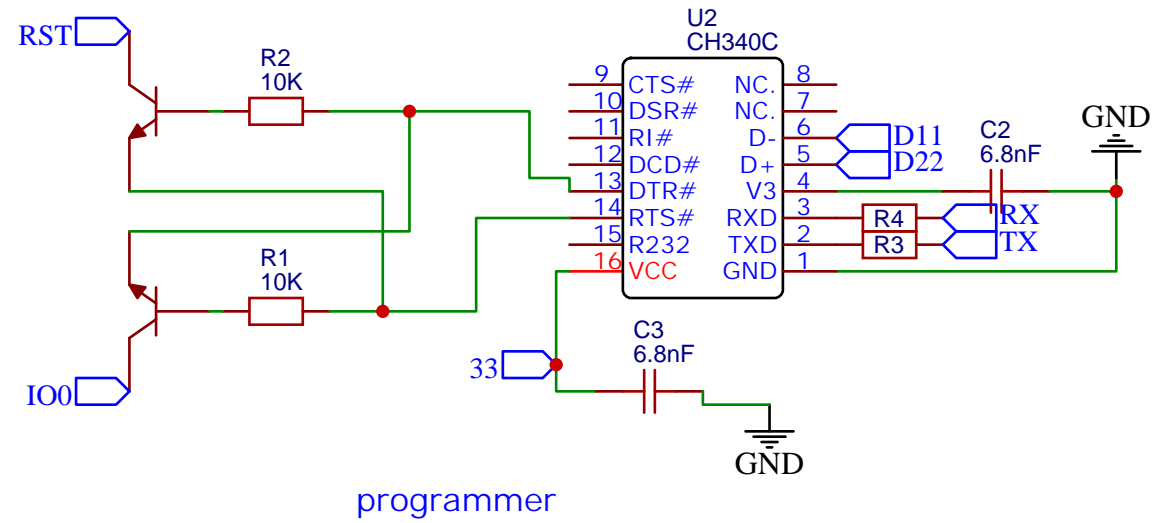 RST
R2
10K
R1
10K
IO0
U2
CH340C
9 CTS# NC. 8
10 DSR# NC. 7
11 RI# D- 6
12 DCD# D+ 5
13 DTR# V3 4
14 RTS# RXD 3
15 R232 TXD 2
16 VCC GND 1
D11
D22
C2
6.8nF
GND
R4
RX
R3
TX
33
C3
6.8nF
GND
programmer